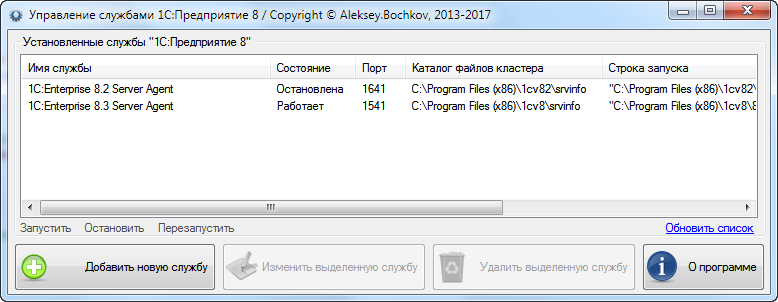 Управление службами 1С:Предприятие 8 / Copyright © Aleksey.Bochkov, 2013-2017
Установленные службы "1С:Предприятие 8"
Имя службы Состояние Порт Каталог файлов кластера Строка запуска
1C:Enterprise 8.2 Server Agent Остановлена 1641 C:\Program Files (x86)\1cv82\srvinfo "C:\Program Files (x86)\1cv82\
1C:Enterprise 8.3 Server Agent Работает 1541 C:\Program Files (x86)\1cv8\srvinfo "C:\Program Files (x86)\1cv8\8
Запустить Остановить Перезапустить Обновить список
Добавить новую службу Изменить выделенную службу Удалить выделенную службу О программе